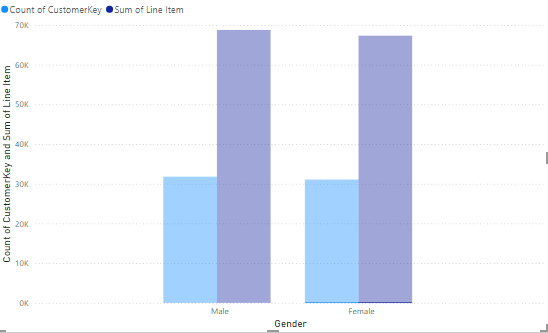 Count of CustomerKey Sum of Line Item
70K
60K
50K
40K
30K
20K
10K
0K
Count of CustomerKey and Sum of Line Item
Male Female
Gender